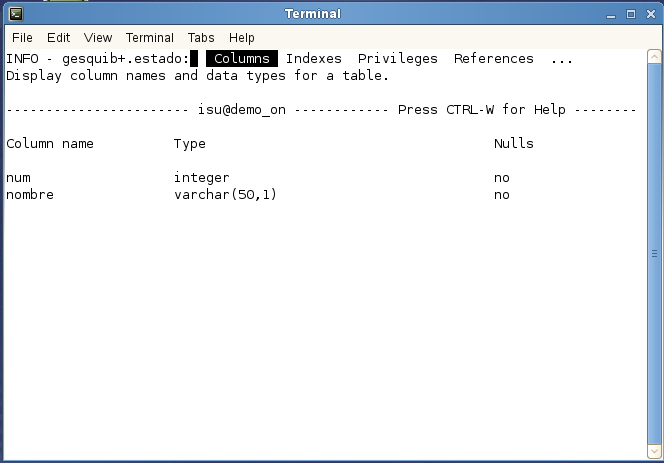 Terminal
File Edit View Terminal Tabs Help
INFO - gesquib+.estado: Columns Indexes Privileges References ...
Display column names and data types for a table.
----------------------- isu@demo_on ------------ Press CTRL-W for Help --------
Column name Type Nulls
num integer no
nombre varchar(50,1) no